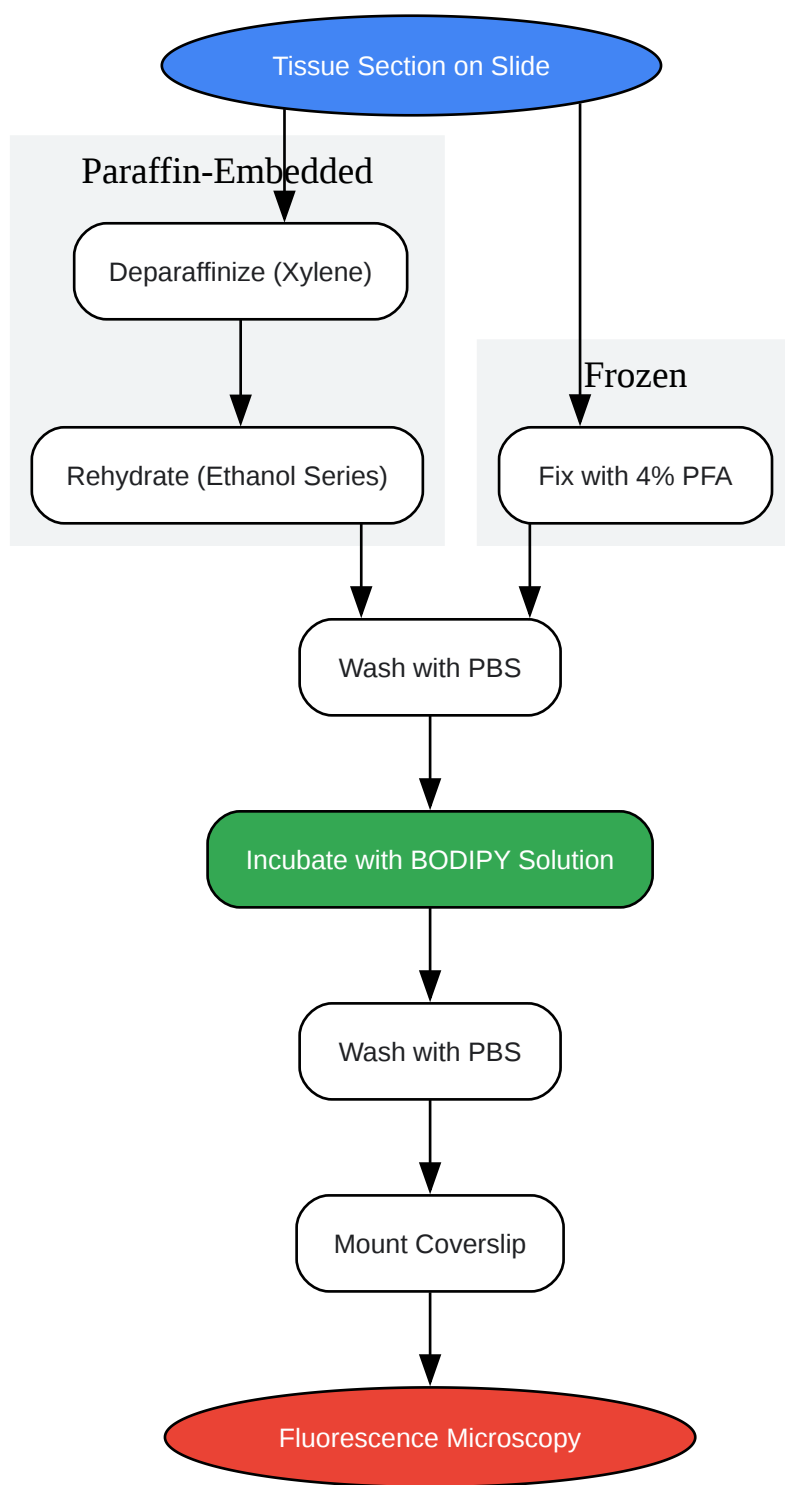 Tissue Section on Slide
Paraffin-Embedded
Deparaffinize (Xylene)
Rehydrate (Ethanol Series)
Frozen
Fix with 4% PFA
Wash with PBS
Incubate with BODIPY Solution
Wash with PBS
Mount Coverslip
Fluorescence Microscopy